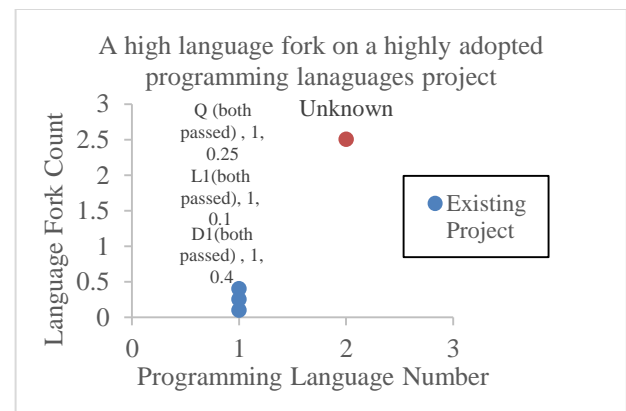 A high language fork on a highly adopted
programming lanaguages project
Language Fork Count
3
2.5
2
1.5
1
0.5
0
Q (both
passed) , 1,
0.25
L1(both
passed), 1,
0.1
D1(both
passed) , 1,
0.4
Unknown
Existing
Project
0
1
2
3
Programming Language Number